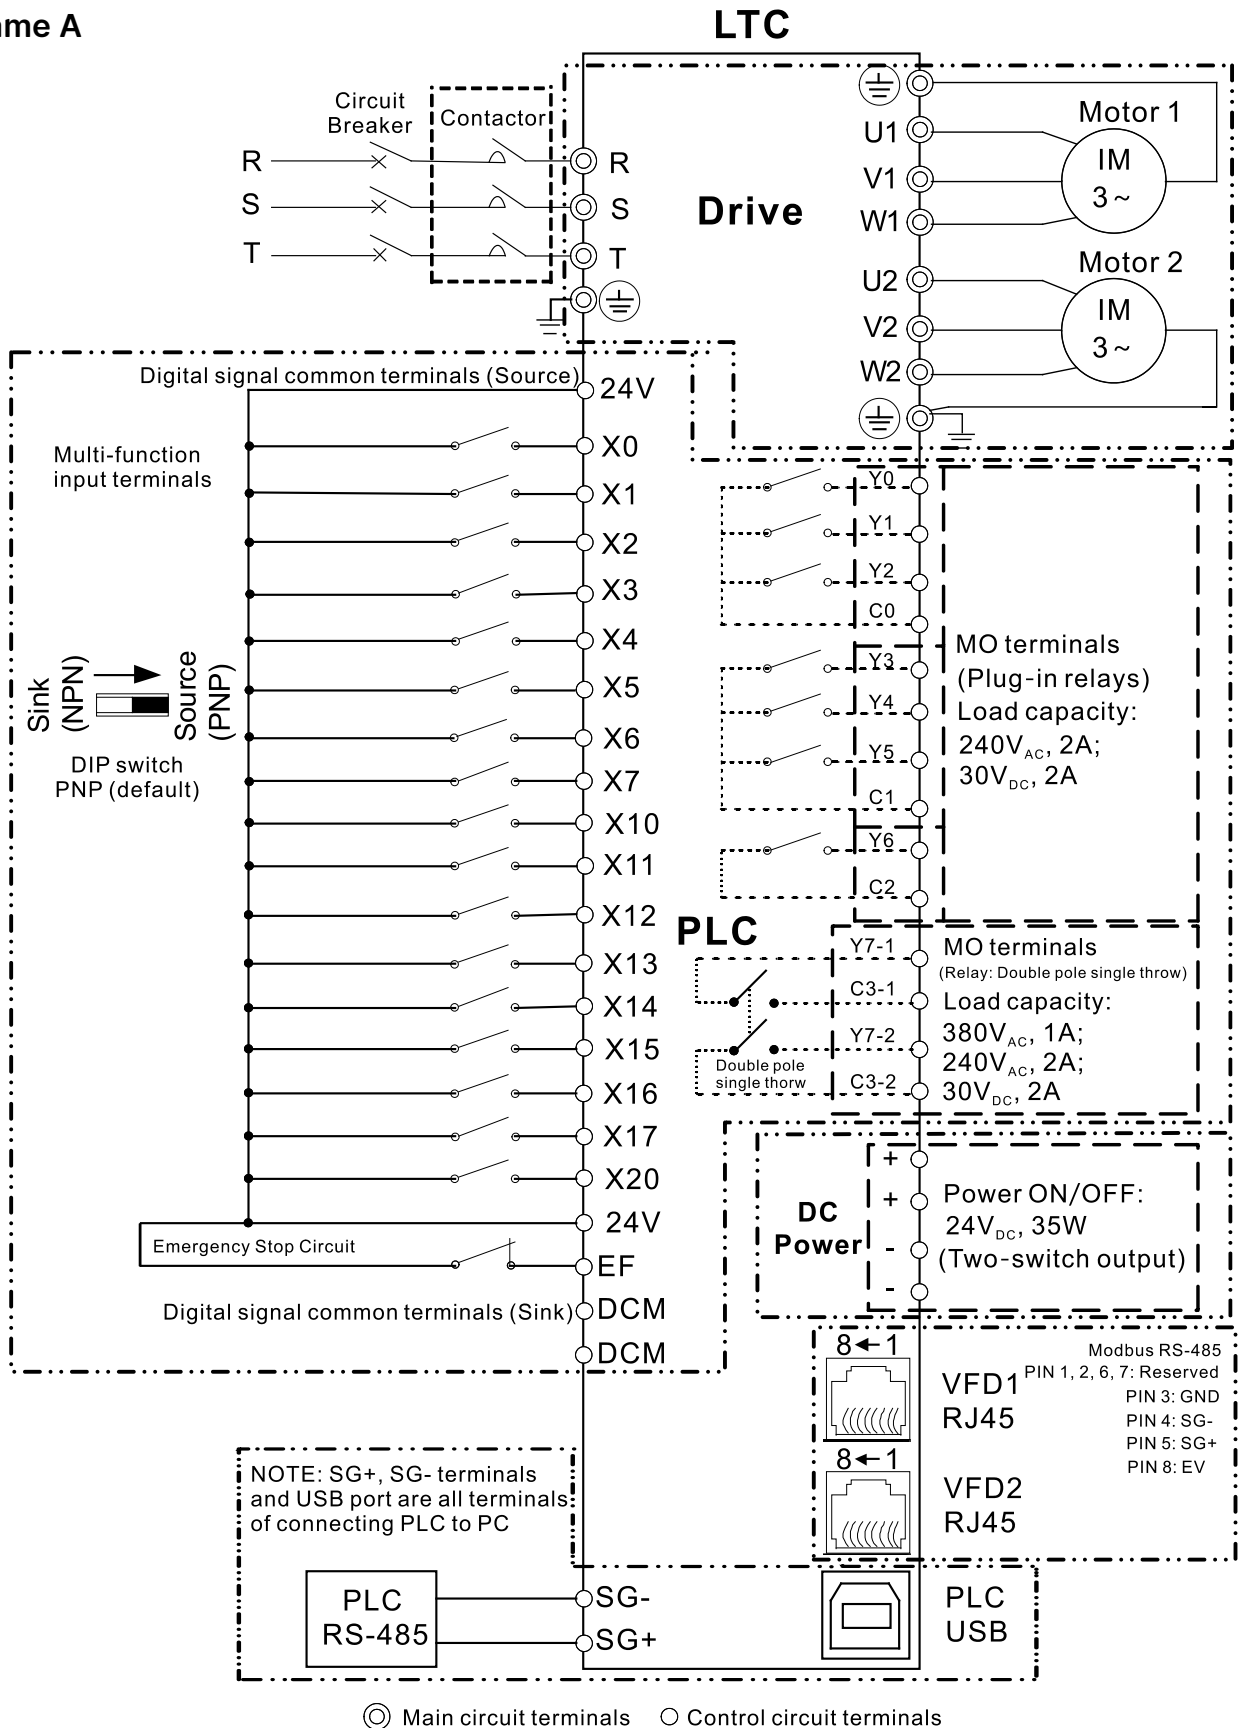 me A
LTC
Circuit
Breaker
Contactor
R
S
T
R
S
T
Drive
U1
V1
W1
U2
V2
W2
Motor 1
IM
3~
Motor 2
IM
3~
Digital signal common terminals (Source)
24V
Multi-function
input terminals
X0
X1
X2
X3
X4
X5
X6
X7
X10
X11
X12
X13
X14
X15
X16
X17
X20
24V
EF
DCM
DCM
Sink
(NPN)
Source
(PNP)
DIP switch
PNP (default)
Emergency Stop Circuit
Digital signal common terminals (Sink)
Y0
Y1
Y2
C0
Y3
Y4
Y5
C1
Y6
C2
MO terminals
(Plug-in relays)
Load capacity:
240VAC, 2A;
30VDC, 2A
PLC
Y7-1
C3-1
Y7-2
C3-2
Double pole
single thorw
MO terminals
(Relay: Double pole single throw)
Load capacity:
380VAC, 1A;
240VAC, 2A;
30VDC, 2A
DC
Power
+
+
-
-
Power ON/OFF:
24VDC, 35W
(Two-switch output)
8←1
VFD1
RJ45
Modbus RS-485
PIN 1, 2, 6, 7: Reserved
PIN 3: GND
PIN 4: SG-
PIN 5: SG+
PIN 8: EV
8←1
VFD2
RJ45
NOTE: SG+, SG- terminals
and USB port are all terminals
of connecting PLC to PC
PLC
RS-485
SG-
SG+
PLC
USB
Main circuit terminals
Control circuit terminals